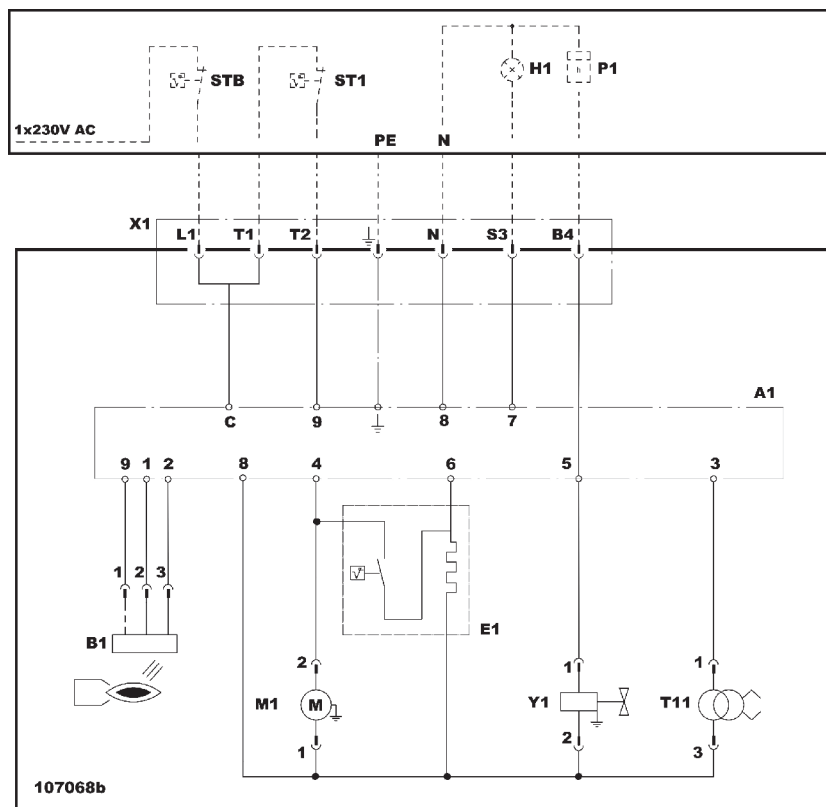 STB
ST1
H1
P1
1x230V AC
PE N
X1
L1 T1 T2 N S3 B4
A1
C 9 8 7
9 1 2 8 4 6 5 3
1 2 3
E1
B1
2 1 1
M1 M Y1 T11
1 2 3
107068b